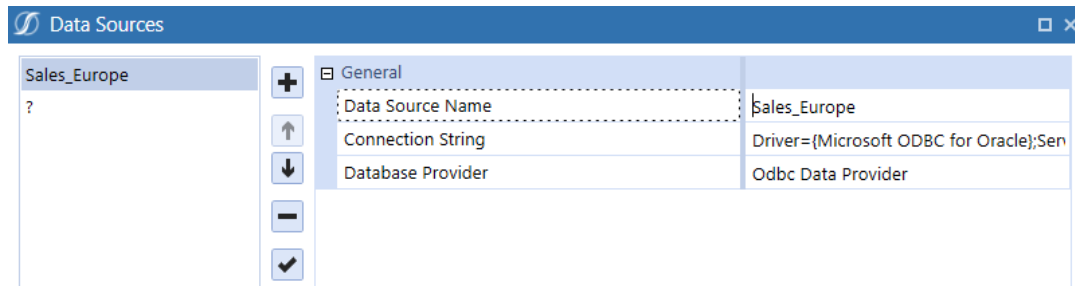 Data Sources
Sales_Europe
?
General
Data Source Name Sales_Europe
Connection String Driver={Microsoft ODBC for Oracle};Serv
Database Provider Odbc Data Provider